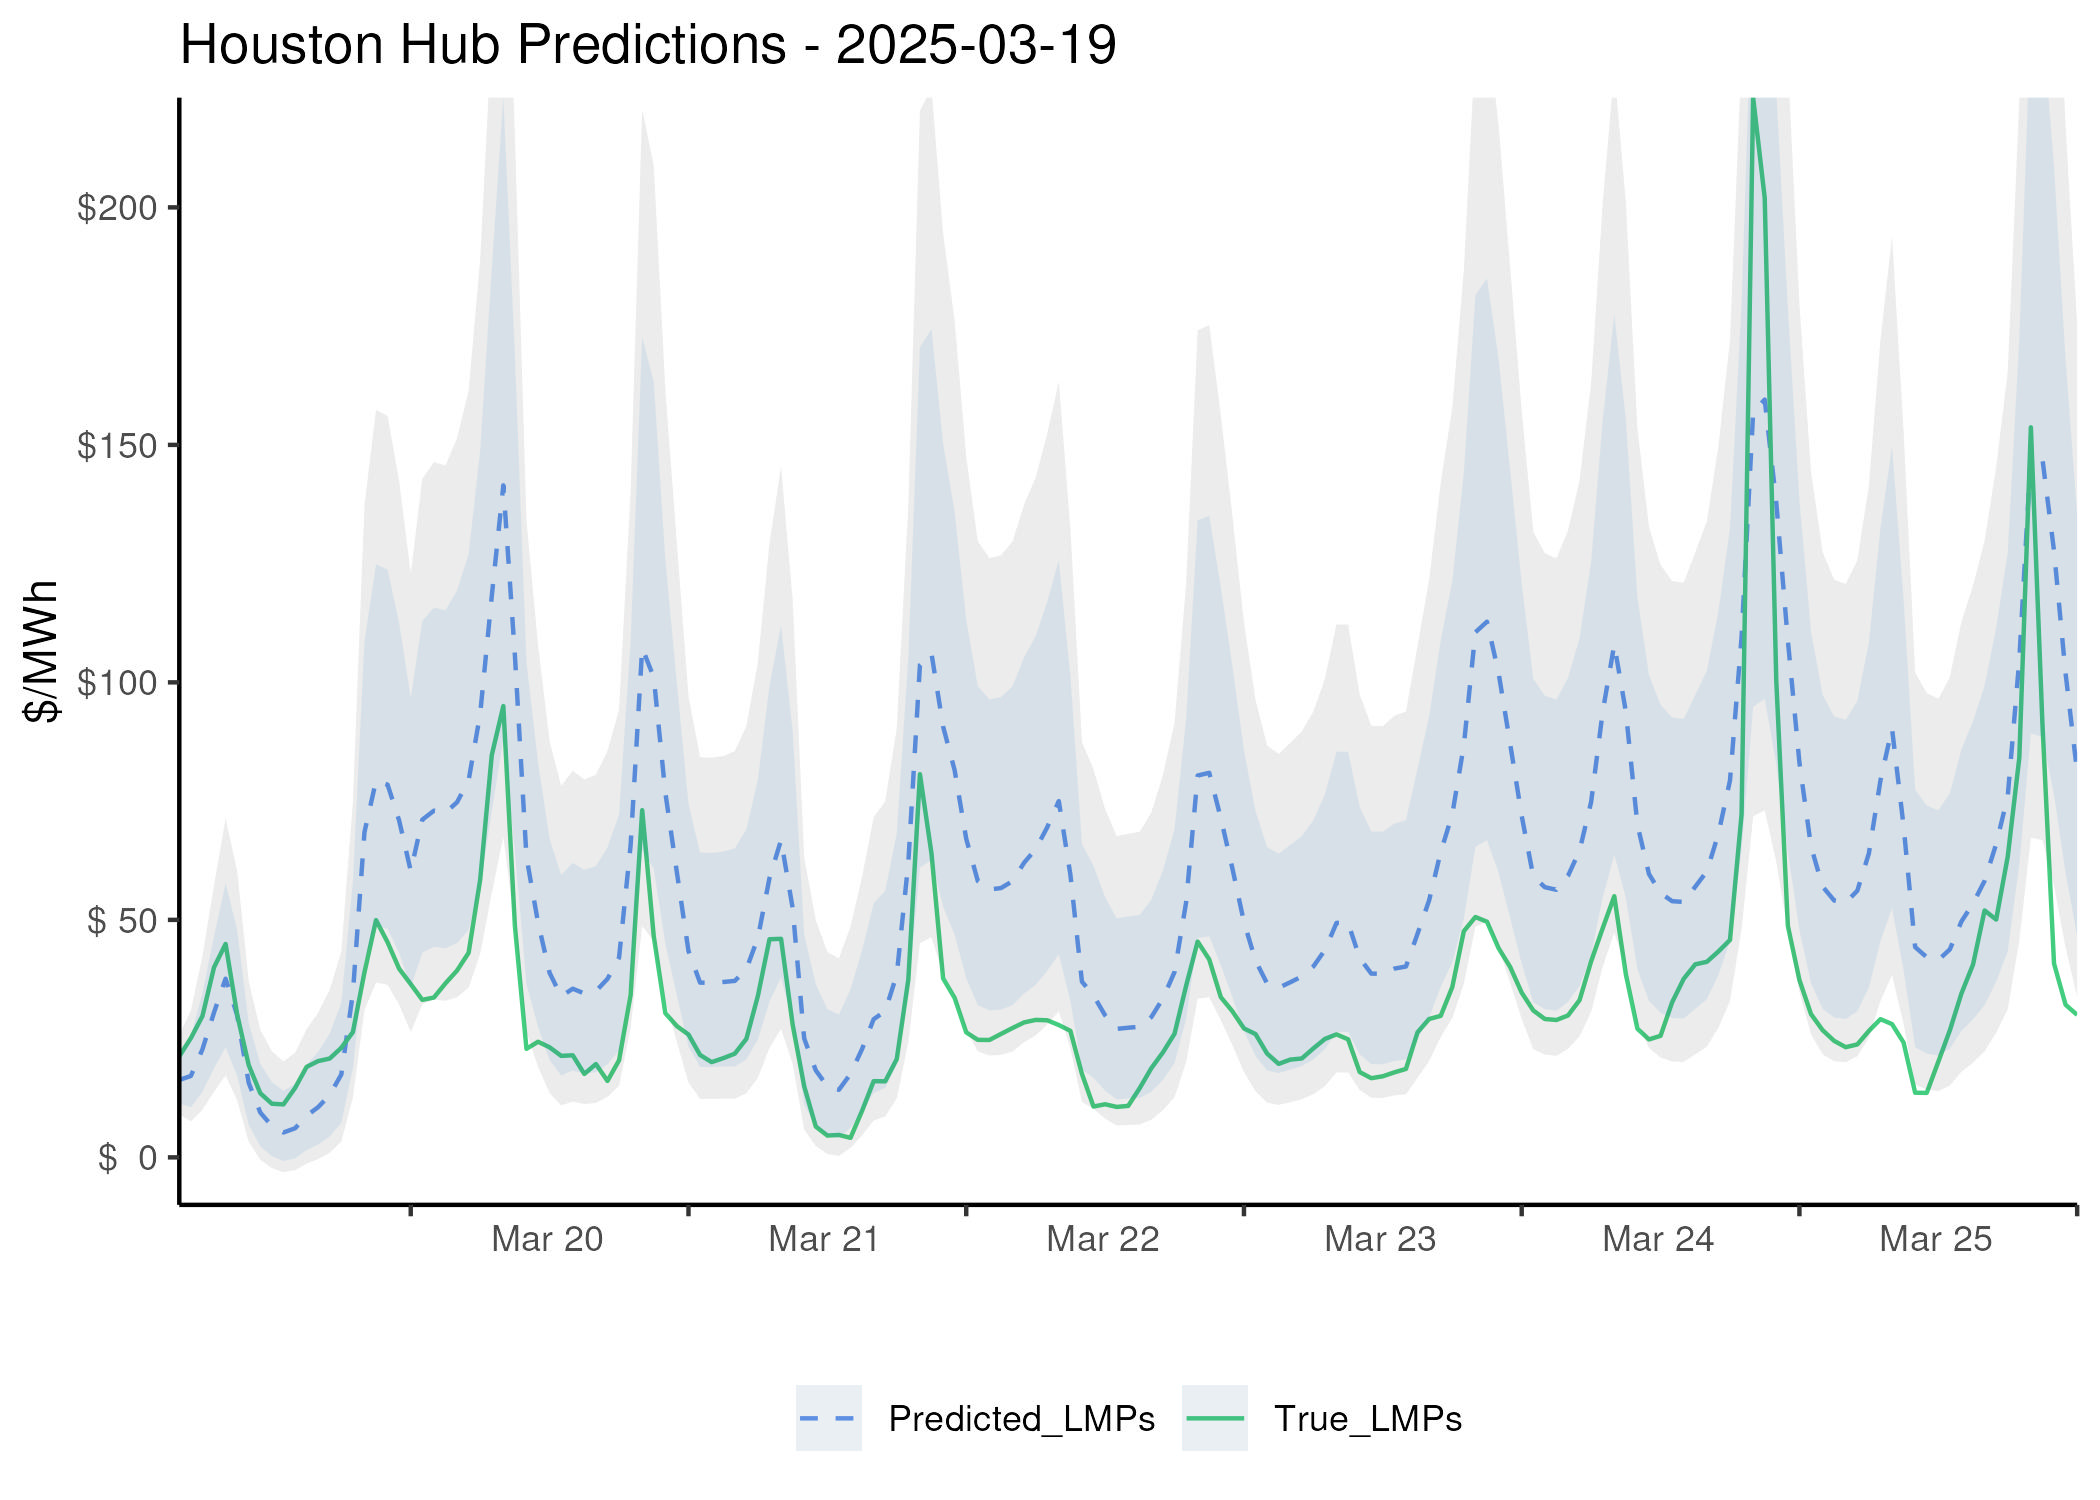 Houston Hub Predictions - 2025-03-19
$/MWh
$200
$150
$100
$ 50
$ 0
Mar 20 Mar 21 Mar 22 Mar 23 Mar 24 Mar 25
Predicted_LMPs True_LMPs